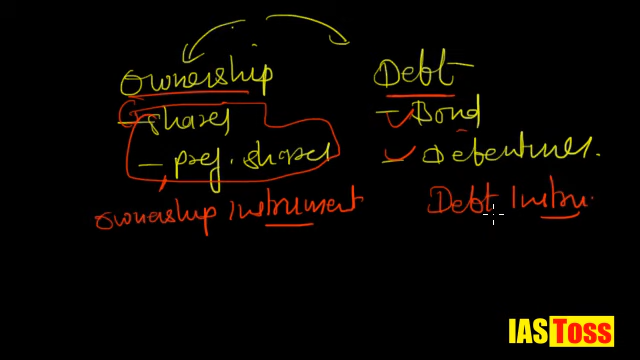 Ownership
- Shares
- Pref. Shares
Ownership Instrument
Debt
- Bond
- Debentures.
Debt Instru.
IASToss